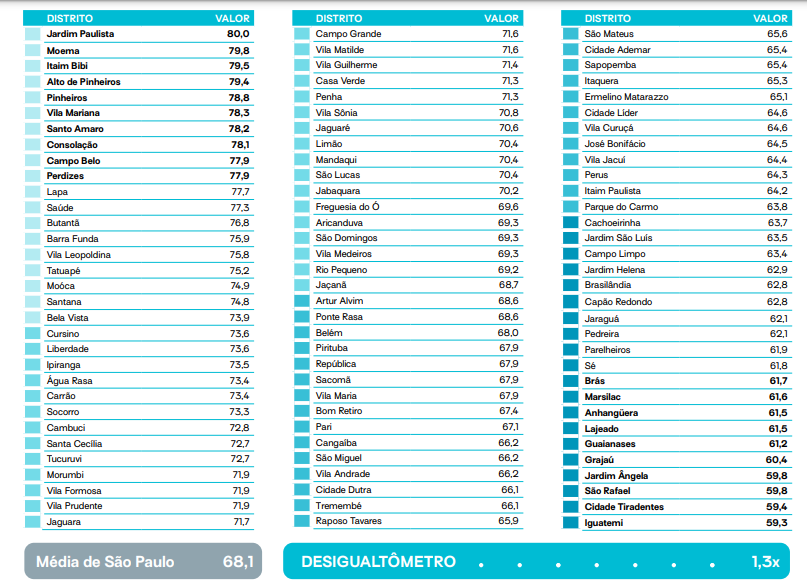 DISTRITO VALOR
Jardim Paulista 80,0
Moema 79,8
Itaim Bibi 79,5
Alto de Pinheiros 79,4
Pinheiros 78,8
Vila Mariana 78,3
Santo Amaro 78,2
Consolação 78,1
Campo Belo 77,9
Perdizes 77,9
Lapa 77,7
Saúde 77,3
Butantã 76,8
Barra Funda 75,9
Vila Leopoldina 75,8
Tatuapé 75,2
Moóca 74,9
Santana 74,8
Bela Vista 73,9
Cursino 73,6
Liberdade 73,6
Ipiranga 73,5
Água Rasa 73,4
Carrão 73,4
Socorro 73,3
Cambuci 72,8
Santa Cecília 72,7
Tucuruvi 72,7
Morumbi 71,9
Vila Formosa 71,9
Vila Prudente 71,9
Jaguara 71,7
DISTRITO VALOR
Campo Grande 71,6
Vila Matilde 71,6
Vila Guilherme 71,4
Casa Verde 71,3
Penha 71,3
Vila Sônia 70,8
Jaguaré 70,6
Limão 70,4
Mandaqui 70,4
São Lucas 70,4
Jabaquara 70,2
Freguesia do Ó 69,6
Aricanduva 69,3
São Domingos 69,3
Vila Medeiros 69,3
Rio Pequeno 69,2
Jaçanã 68,7
Artur Alvim 68,6
Ponte Rasa 68,6
Belém 68,0
Pirituba 67,9
República 67,9
Sacomã 67,9
Vila Maria 67,9
Bom Retiro 67,4
Pari 67,1
Cangaíba 66,2
São Miguel 66,2
Vila Andrade 66,2
Cidade Dutra 66,1
Tremembé 66,1
Raposo Tavares 65,9
DISTRITO VALOR
São Mateus 65,6
Cidade Ademar 65,4
Sapopemba 65,4
Itaquera 65,3
Ermelino Matarazzo 65,1
Cidade Líder 64,6
Vila Curuçá 64,6
José Bonifácio 64,5
Vila Jacuí 64,4
Perus 64,3
Itaim Paulista 64,2
Parque do Carmo 63,8
Cachoeirinha 63,7
Jardim São Luís 63,5
Campo Limpo 63,4
Jardim Helena 62,9
Brasilândia 62,8
Capão Redondo 62,8
Jaraguá 62,1
Pedreira 62,1
Parelheiros 61,9
Sé 61,8
Brás 61,7
Marsilac 61,6
Anhangüera 61,5
Lajeado 61,5
Guaianases 61,2
Grajaú 60,4
Jardim Ângela 59,8
São Rafael 59,8
Cidade Tiradentes 59,4
Iguatemi 59,3
Média de São Paulo 68,1
DESIGUALTÔMETRO . . . . . . . 1,3x